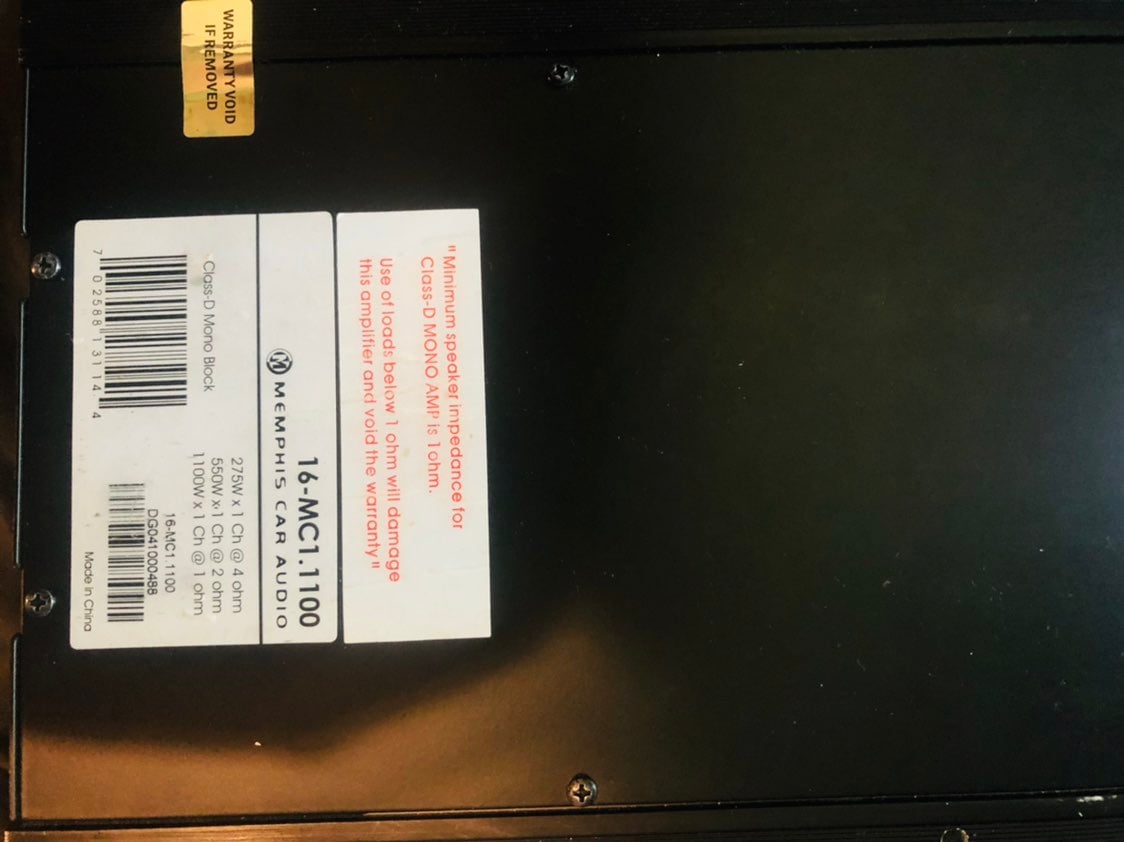 WARRANTY VOID
IF REMOVED
"Minimum speaker impedance for
Class-D MONO AMP is 1ohm.
Use of loads below 1 ohm will damage
this amplifier and void the warranty"
16-MC1.1100
M MEMPHIS CAR AUDIO
275W x 1 Ch @ 4 ohm
550W x 1 Ch @ 2 ohm
1100W x 1 Ch @ 1 ohm
Class-D Mono Block
16-MC1.1100
DG041000488
7 02588 13114 4
Made in China